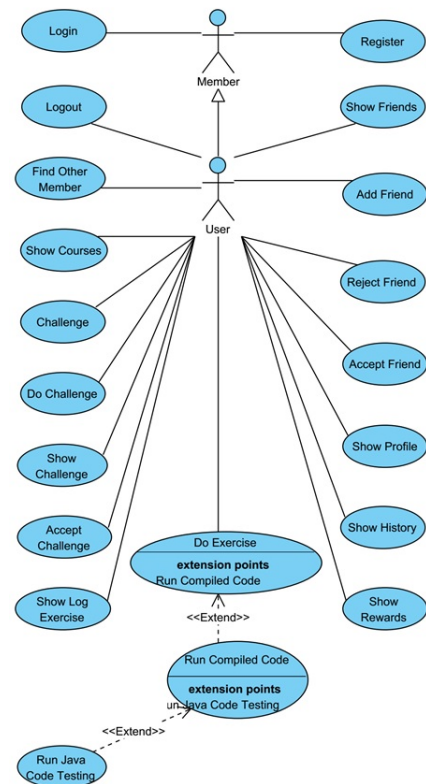 Login
Register
Member
Logout
Show Friends
Find Other
Member
Add Friend
User
Show Courses
Reject Friend
Challenge
Accept Friend
Do Challenge
Show Profile
Show
Challenge
Show History
Accept
Challenge
Do Exercise
extension points
Run Compiled Code
Show Log
Exercise
Show
Rewards
<<Extend>>
Run Compiled Code
extension points
un Java Code Testing
<<Extend>>
Run Java
Code Testing